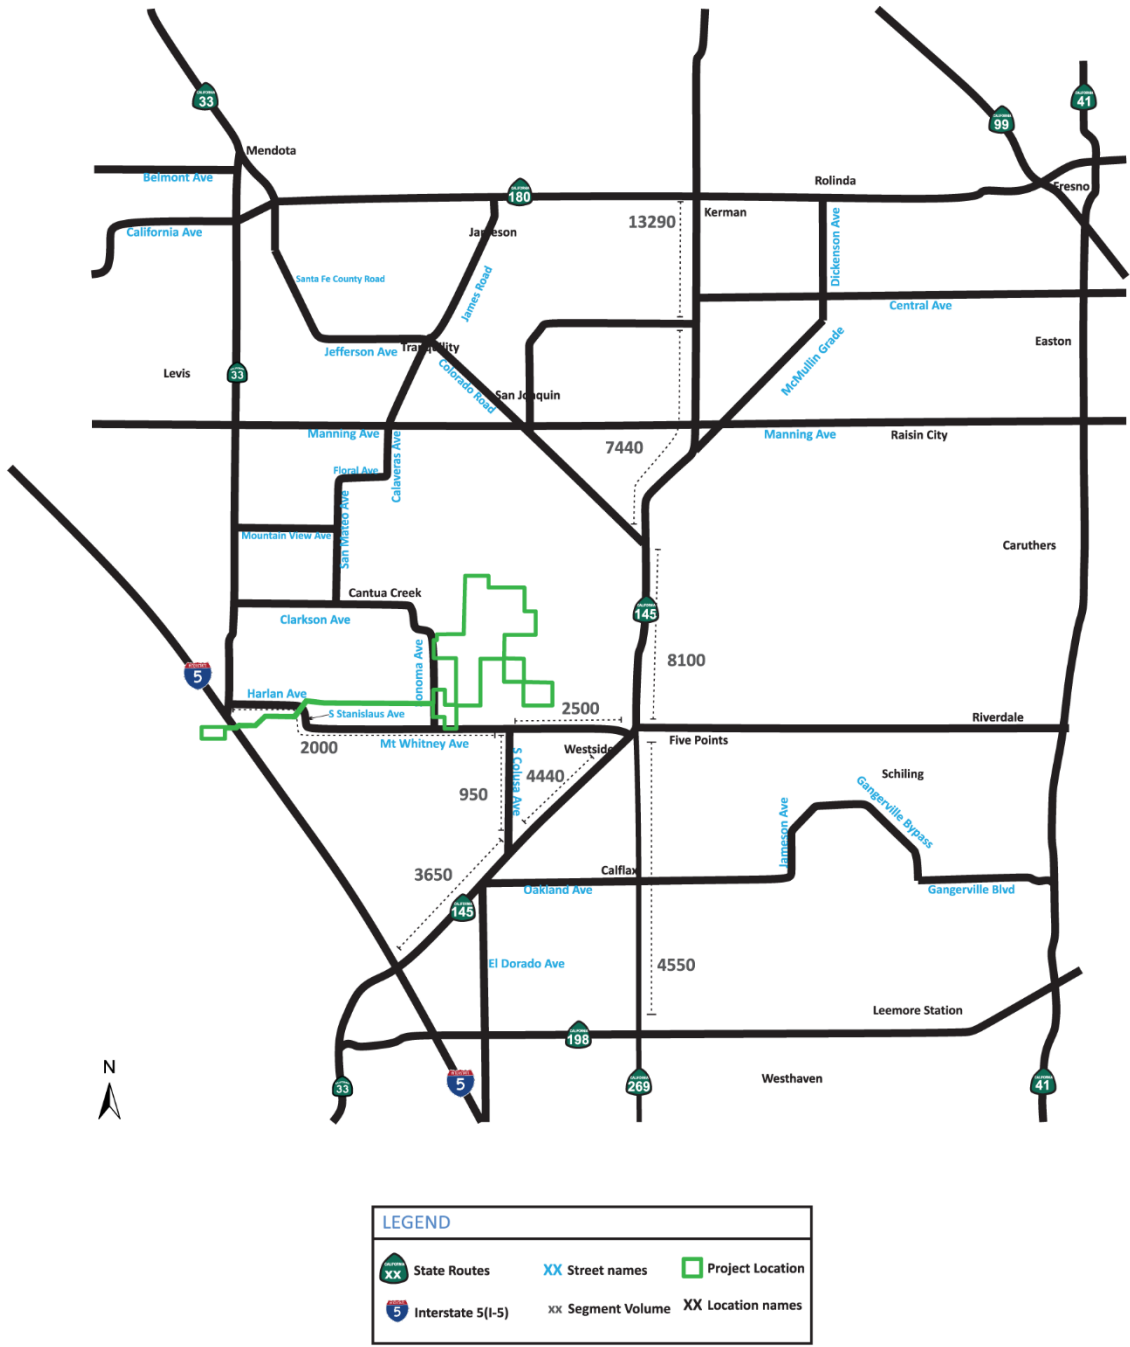 33
99
41
Mendota
Belmont Ave
180
Rolinda
Fresno
Kerman
13290
Dickenson Ave
California Ave
Jameson
Santa Fe County Road
James Road
Central Ave
Easton
Jefferson Ave
Tranquility
McMullin Grade
Levis
33
Colorado Road
San Joaquin
Manning Ave
Manning Ave
Raisin City
7440
Calaveras Ave
Floral Ave
San Mateo Ave
Mountain View Ave
Caruthers
Cantua Creek
Clarkson Ave
145
8100
5
Sonoma Ave
Harlan Ave
S Stanislaus Ave
2500
Riverdale
2000
Mt Whitney Ave
Westside
Five Points
S Colusa Ave
4440
Schiling
950
Gangerville Bypass
Jameson Ave
3650
Calflax
Oakland Ave
Gangerville Blvd
145
El Dorado Ave
4550
Leemore Station
198
N
33
5
269
Westhaven
41
LEGEND
XX State Routes
XX Street names
Project Location
5 Interstate 5(I-5)
xx Segment Volume
XX Location names